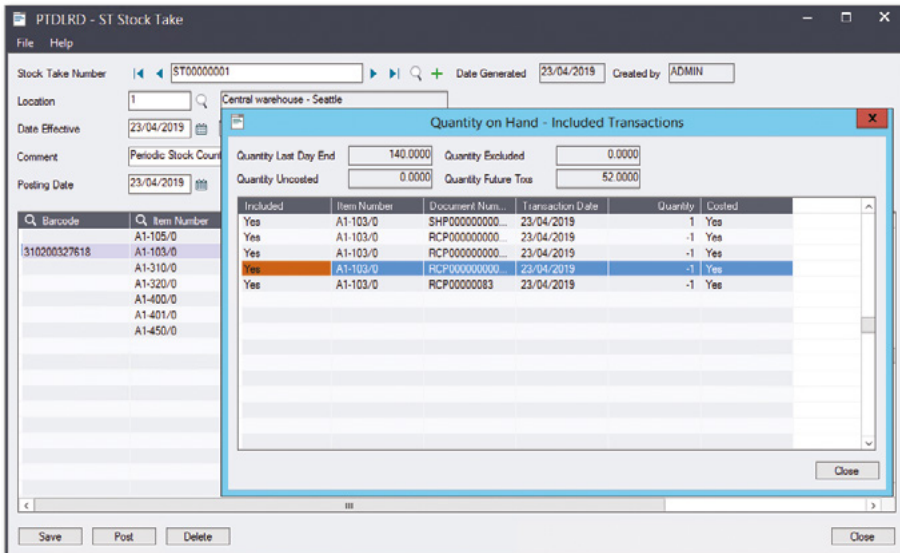 PTDLRD - ST Stock Take
File Help
Stock Take Number ST00000001 Date Generated 23/04/2019 Created by ADMIN
Location 1 Central warehouse - Seattle
Date Effective 23/04/2019
Comment Periodic Stock Count
Posting Date 23/04/2019
Barcode Item Number
A1-105/0
310200327618 A1-103/0
A1-310/0
A1-320/0
A1-400/0
A1-401/0
A1-450/0
Quantity on Hand - Included Transactions
Quantity Last Day End 140.0000 Quantity Excluded 0.0000
Quantity Uncosted 0.0000 Quantity Future Trxs 52.0000
Included Item Number Document Num... Transaction Date Quantity Costed
Yes A1-103/0 SHP000000000... 23/04/2019 1 Yes
Yes A1-103/0 RCP000000000... 23/04/2019 -1 Yes
Yes A1-103/0 RCP000000000... 23/04/2019 -1 Yes
Yes A1-103/0 RCP000000000... 23/04/2019 -1 Yes
Yes A1-103/0 RCP00000083 23/04/2019 -1 Yes
Close
Save Post Delete Close